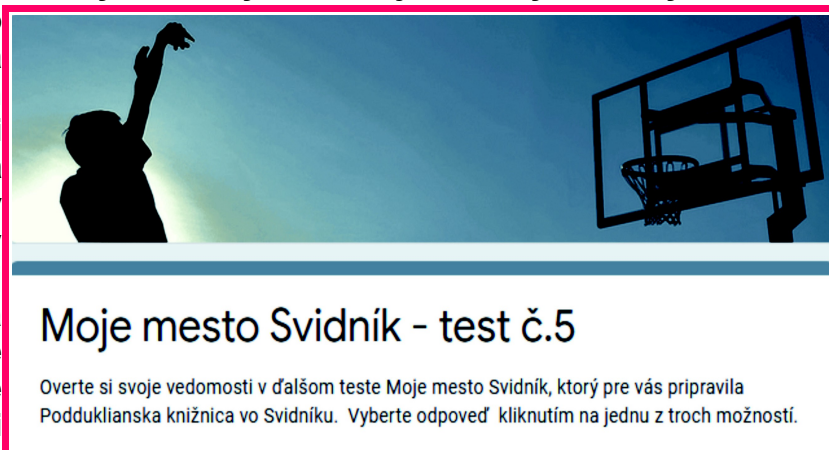 Moje mesto Svidník - test č.5
Overte si svoje vedomosti v ďalšom teste Moje mesto Svidník, ktorý pre vás pripravila
Podduklianska knižnica vo Svidníku.  Vyberte odpoveď  kliknutím na jednu z troch možností.